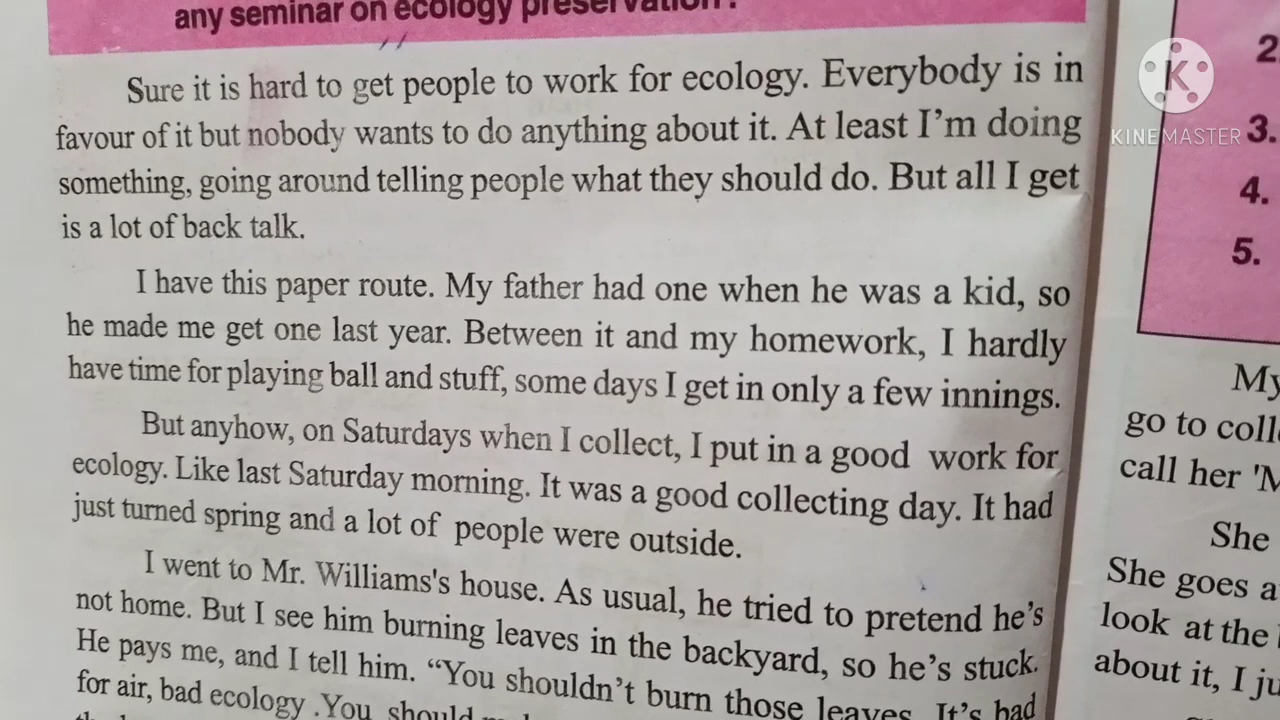 any seminar on ecology preservation?
Sure it is hard to get people to work for ecology. Everybody is in
favour of it but nobody wants to do anything about it. At least I'm doing
something, going around telling people what they should do. But all I get
is a lot of back talk.
I have this paper route. My father had one when he was a kid, so
he made me get one last year. Between it and my homework, I hardly
have time for playing ball and stuff, some days I get in only a few innings.
But anyhow, on Saturdays when I collect, I put in a good work for
ecology. Like last Saturday morning. It was a good collecting day. It had
just turned spring and a lot of people were outside.
I went to Mr. Williams's house. As usual, he tried to pretend he's
not home. But I see him burning leaves in the backyard, so he's stuck.
He pays me, and I tell him. “You shouldn't burn those leaves. It's bad
for air, bad ecology .You should
K
KINEMASTER
2.
3.
4.
5.
My
go to
call her
She
She goes
look at the
about it, I